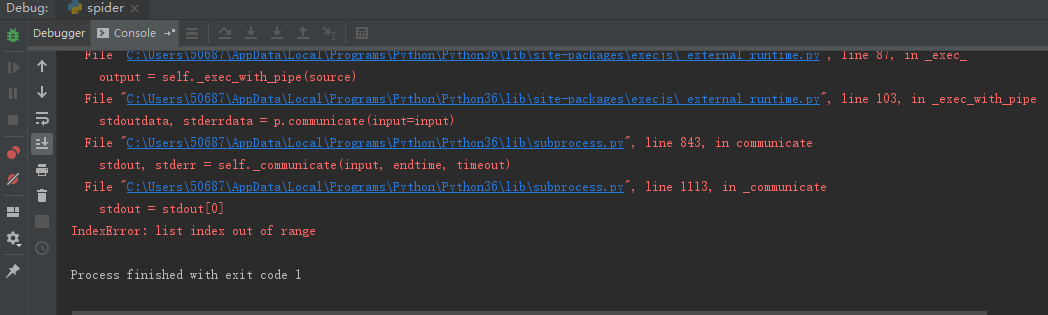 Debug: spider
Debugger Console
File "C:\Users\50687\AppData\Local\Programs\Python\Python36\lib\site-packages\execjs\_external_runtime.py", line 87, in _exec_
output = self._exec_with_pipe(source)
File "C:\Users\50687\AppData\Local\Programs\Python\Python36\lib\site-packages\execjs\_external_runtime.py", line 103, in _exec_with_pipe
stdoutdata, stderrdata = p.communicate(input=input)
File "C:\Users\50687\AppData\Local\Programs\Python\Python36\lib\subprocess.py", line 843, in communicate
stdout, stderr = self._communicate(input, endtime, timeout)
File "C:\Users\50687\AppData\Local\Programs\Python\Python36\lib\subprocess.py", line 1113, in _communicate
stdout = stdout[0]
IndexError: list index out of range
Process finished with exit code 1